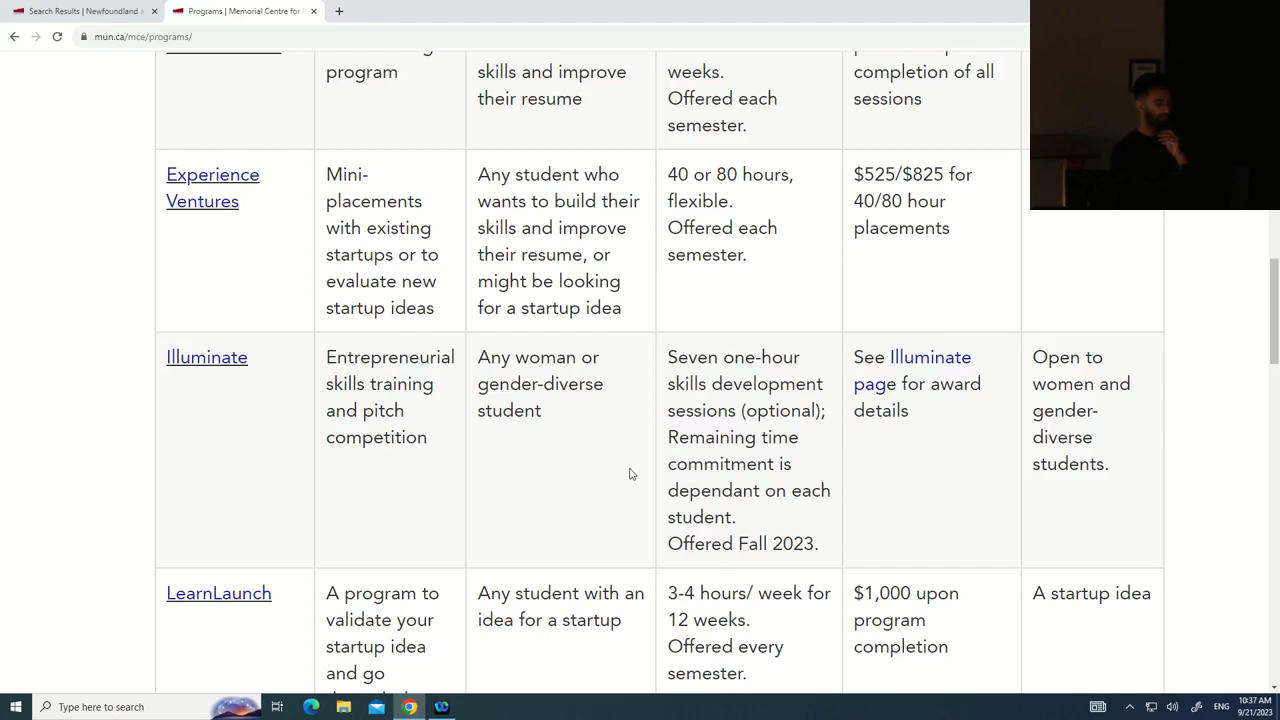 Search Results | Newfoundland a
Programs | Memorial Centre for E
mun.ca/mce/programs/
program
skills and improve
their resume
weeks.
Offered each
semester.
completion of all
sessions
Experience
Ventures
Mini-
placements
with existing
startups or to
evaluate new
startup ideas
Any student who
wants to build their
skills and improve
their resume, or
might be looking
for a startup idea
40 or 80 hours,
flexible.
Offered each
semester.
$525/$825 for
40/80 hour
placements
Illuminate
Entrepreneurial
skills training
and pitch
competition
Any woman or
gender-diverse
student
Seven one-hour
skills development
sessions (optional);
Remaining time
commitment is
dependant on each
student.
Offered Fall 2023.
See Illuminate
page for award
details
Open to
women and
gender-
diverse
students.
LearnLaunch
A program to
validate your
startup idea
and go
Any student with an
idea for a startup
3-4 hours/ week for
12 weeks.
Offered every
semester.
$1,000 upon
program
completion
A startup idea
Type here to search
ENG
10:37 AM
9/21/2023